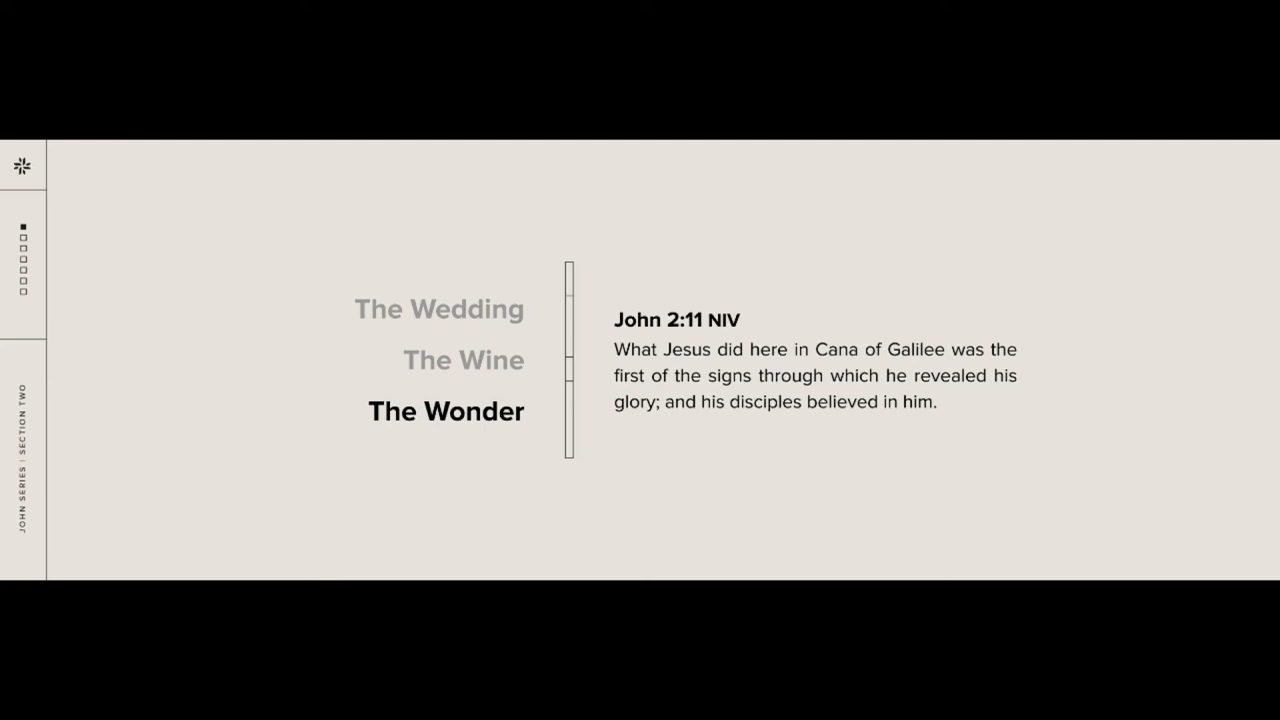 JOHN SERIES | SECTION TWO
The Wedding
The Wine
The Wonder
John 2:11 NIV
What Jesus did here in Cana of Galilee was the
first of the signs through which he revealed his
glory; and his disciples believed in him.